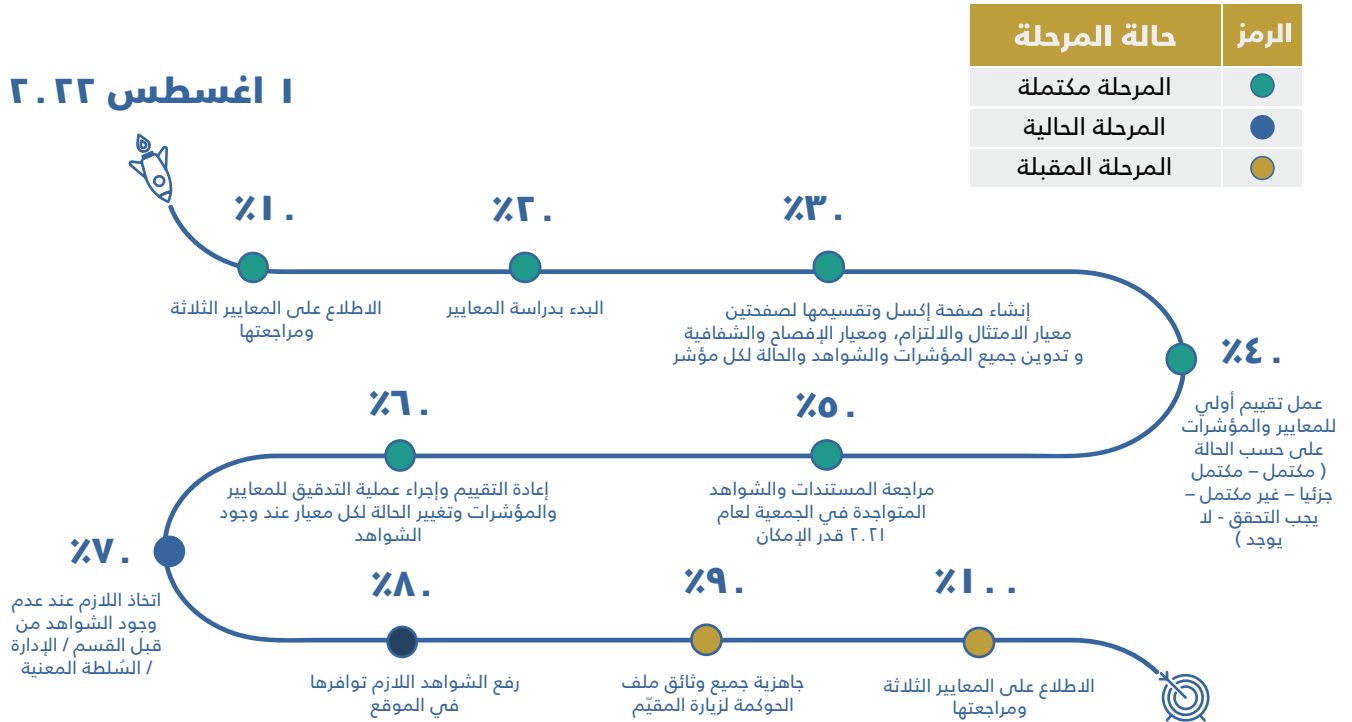 الرمز حالة المرحلة
المرحلة مكتملة
المرحلة الحالية
المرحلة المقبلة
١ اغسطس ٢٠٢٢
١٠٪
الاطلاع على المعايير الثلاثة
ومراجعتها
٢٠٪
البدء بدراسة المعايير
٣٠٪
إنشاء صفحة إكسل وتقسيمها لصفحتين
معيار الامتثال والالتزام، ومعيار الإفصاح والشفافية
و تدوين جميع المؤشرات والشواهد والحالة لكل مؤشر
٤٠٪
عمل تقييم أولي
للمعايير والمؤشرات
على حسب الحالة
( مكتمل – مكتمل
جزئيا – غير مكتمل –
يجب التحقق - لا
يوجد )
٥٠٪
مراجعة المستندات والشواهد
المتواجدة في الجمعية لعام
٢٠٢١ قدر الإمكان
٦٠٪
إعادة التقييم وإجراء عملية التدقيق للمعايير
والمؤشرات وتغيير الحالة لكل معيار عند وجود
الشواهد
٧٠٪
اتخاذ اللازم عند عدم
وجود الشواهد من
قبل القسم / الإدارة
/ السُلطة المعنية
٨٠٪
رفع الشواهد اللازم توافرها
في الموقع
٩٠٪
جاهزية جميع وثائق ملف
الحوكمة لزيارة المقيّم
١٠٠٪
الاطلاع على المعايير الثلاثة
ومراجعتها